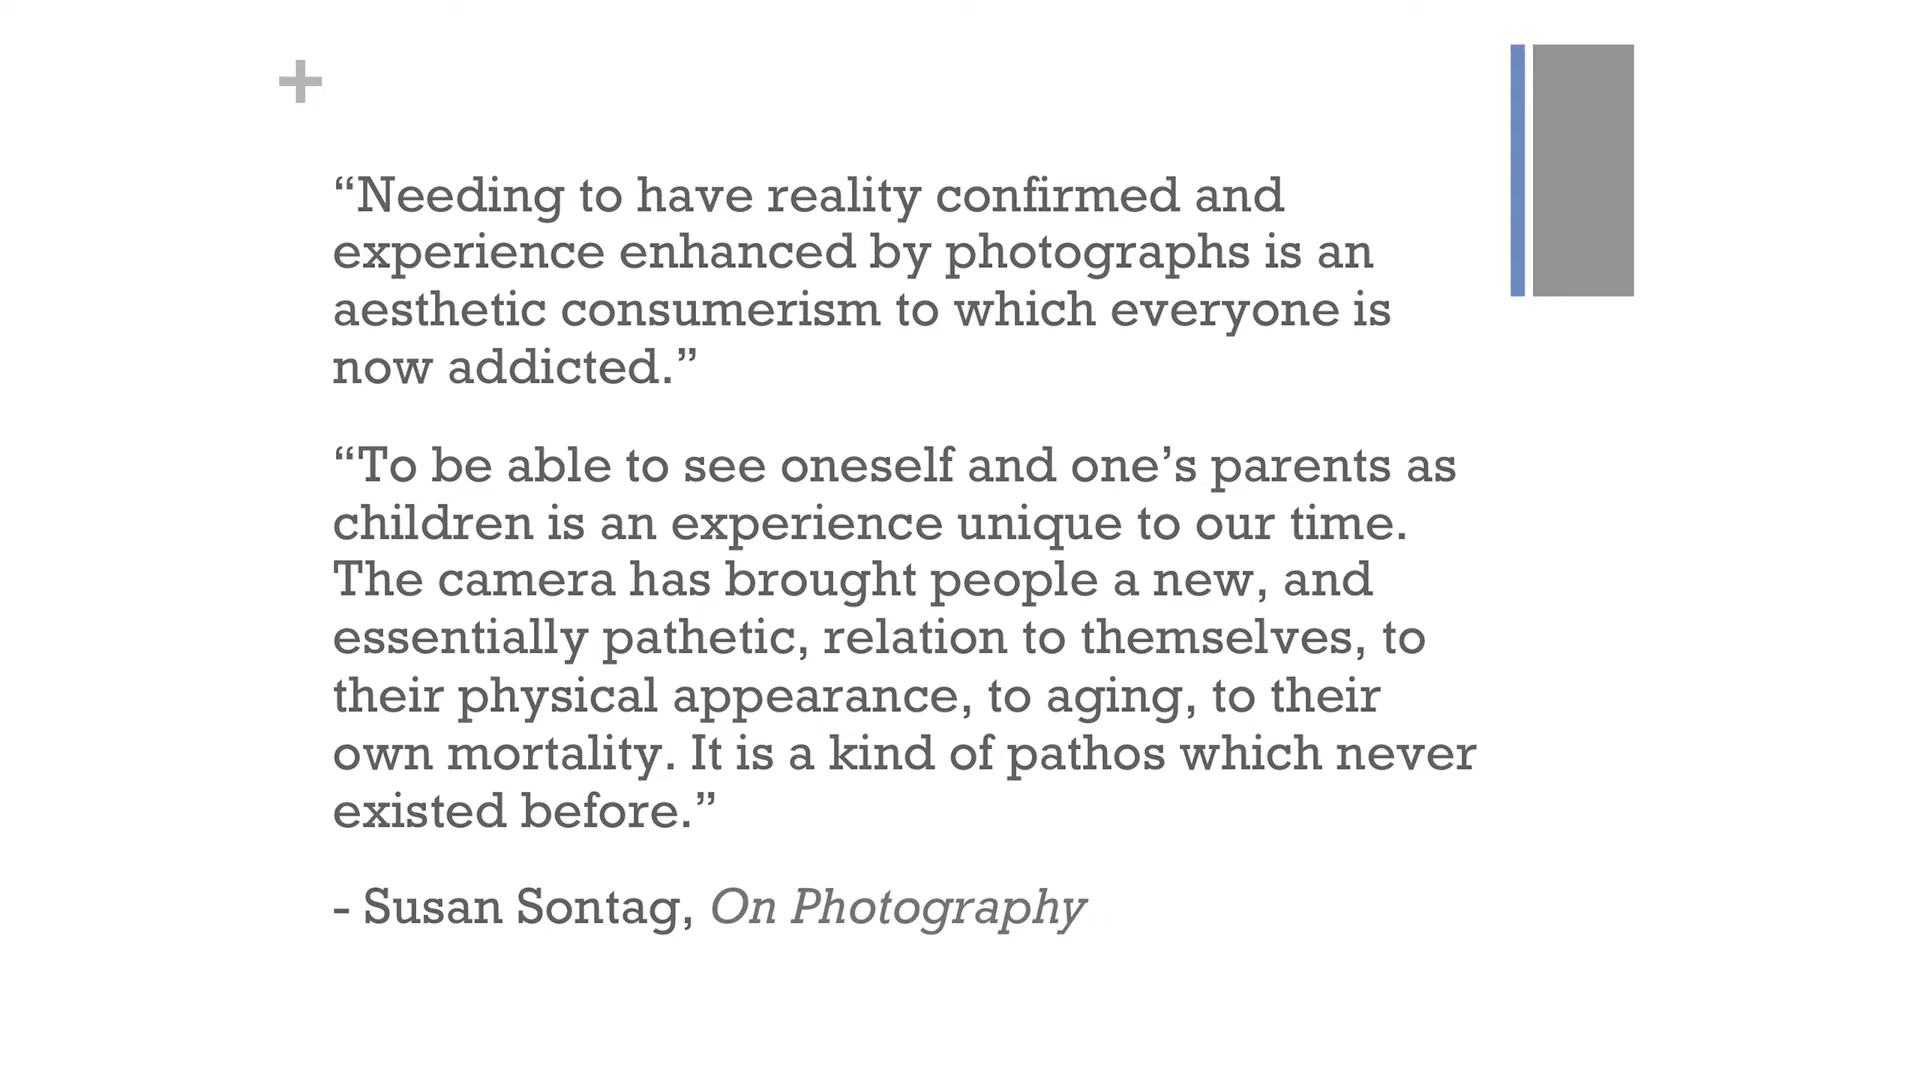 “Needing to have reality confirmed and
experience enhanced by photographs is an
aesthetic consumerism to which everyone is
now addicted.”
“To be able to see oneself and one’s parents as
children is an experience unique to our time.
The camera has brought people a new, and
essentially pathetic, relation to themselves, to
their physical appearance, to aging, to their
own mortality. It is a kind of pathos which never
existed before.”
- Susan Sontag, On Photography